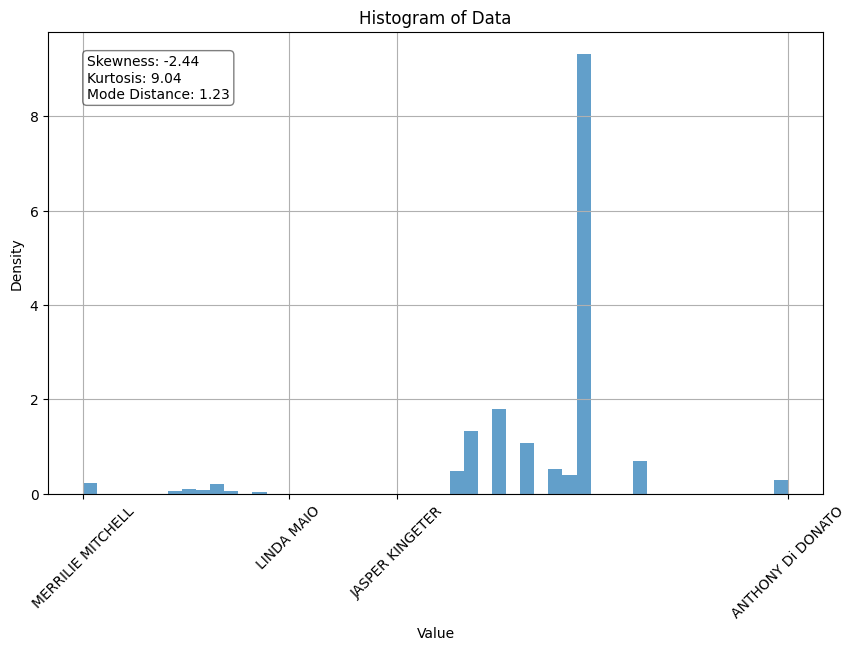 Histogram of Data
Skewness: -2.44
Kurtosis: 9.04
Mode Distance: 1.23
Density
8
6
4
2
0
MERRILIE MITCHELL
LINDA MAIO
JASPER KINGETER
ANTHONY Di DONATO
Value